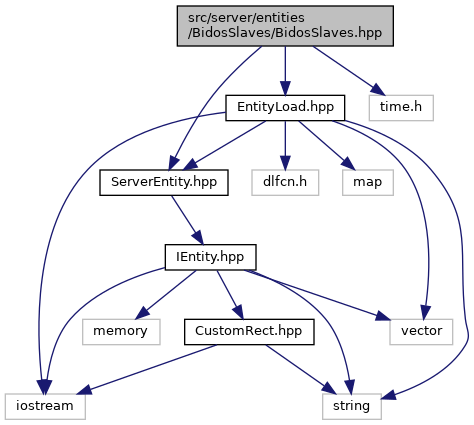 src/server/entities
/BidosSlaves/BidosSlaves.hpp
EntityLoad.hpp
time.h
ServerEntity.hpp
dlfcn.h
map
IEntity.hpp
memory
CustomRect.hpp
vector
iostream
string